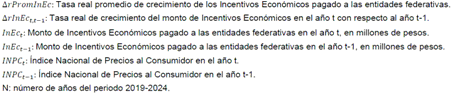 ΔrPromInEc: Tasa real promedio de crecimiento de los Incentivos Económicos pagado a las entidades federativas.
ΔrInEc_{t,t−1}: Tasa real de crecimiento del monto de Incentivos Económicos en el año t con respecto al año t-1.
InEc_t: Monto de Incentivos Económicos pagado a las entidades federativas en el año t, en millones de pesos.
InEc_{t−1}: Monto de Incentivos Económicos pagado a las entidades federativas en el año t-1, en millones de pesos.
INPC_t: Índice Nacional de Precios al Consumidor en el año t.
INPC_{t−1}: Índice Nacional de Precios al Consumidor en el año t-1.
N: número de años del periodo 2019-2024.